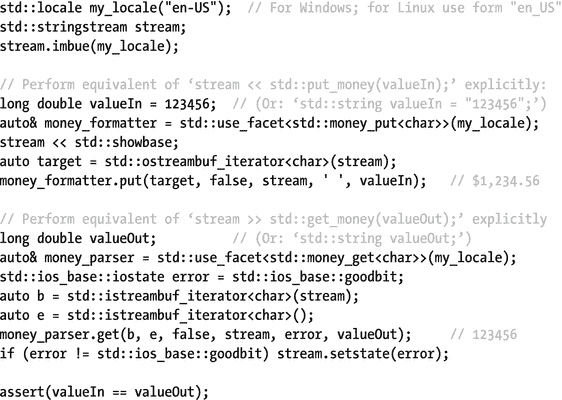 std::locale my_locale("en-US");  // For Windows; for Linux use form "en_US"
std::stringstream stream;
stream.imbue(my_locale);

// Perform equivalent of ‘stream << std::put_money(valueIn);’ explicitly:
long double valueIn = 123456;  // (Or: ‘std::string valueIn = "123456";’)
auto& money_formatter = std::use_facet<std::money_put<char>>(my_locale);
stream << std::showbase;
auto target = std::ostreambuf_iterator<char>(stream);
money_formatter.put(target, false, stream, ' ', valueIn);   // $1,234.56

// Perform equivalent of ‘stream >> std::get_money(valueOut);’ explicitly
long double valueOut;          // (Or: ‘std::string valueOut;’)
auto& money_parser = std::use_facet<std::money_get<char>>(my_locale);
std::ios_base::iostate error = std::ios_base::goodbit;
auto b = std::istreambuf_iterator<char>(stream);
auto e = std::istreambuf_iterator<char>();
money_parser.get(b, e, false, stream, error, valueOut);     // 123456
if (error != std::ios_base::goodbit) stream.setstate(error);

assert(valueIn == valueOut);